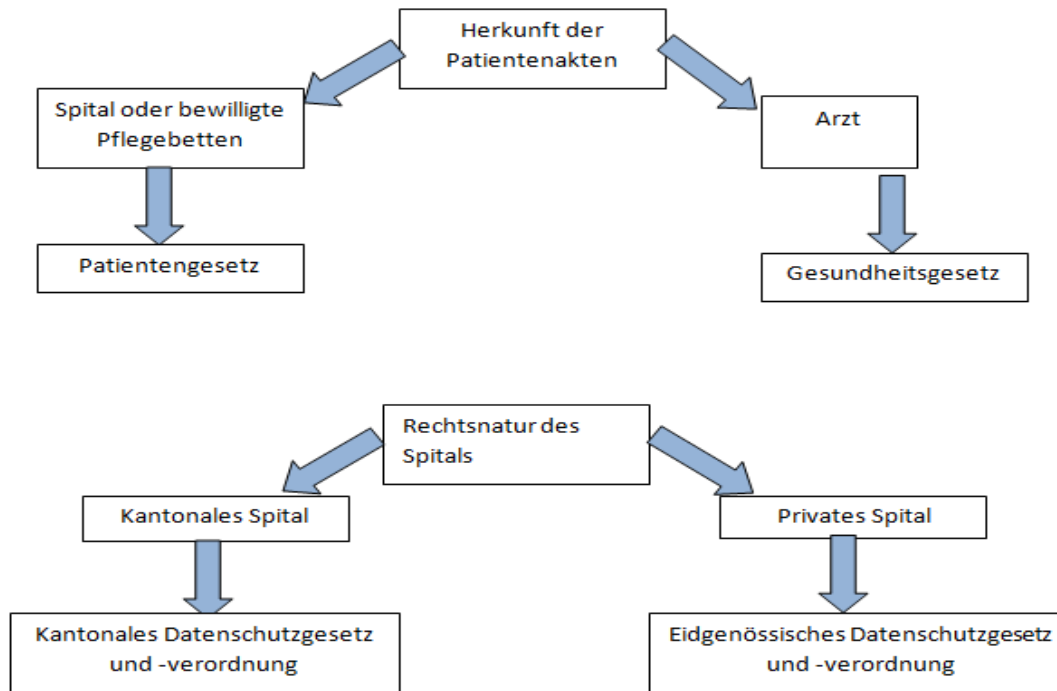 Herkunft der
Patientenakten
Spital oder bewilligte
Pflegebetten
Arzt
Patientengesetz
Gesundheitsgesetz
Rechtsnatur des
Spitals
Kantonales Spital
Privates Spital
Kantonales Datenschutzgesetz
und -verordnung
Eidgenössisches Datenschutzgesetz
und -verordnung